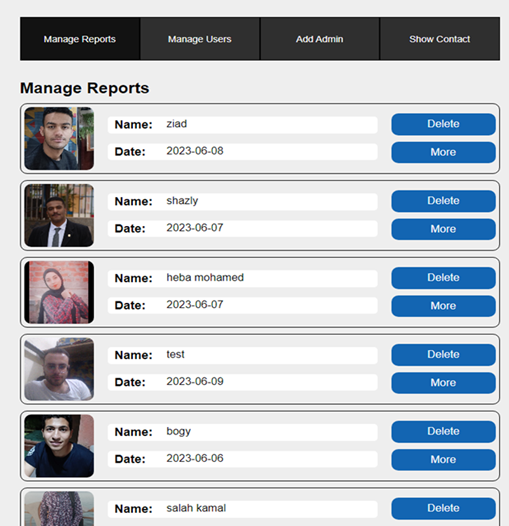 Manage Reports Manage Users Add Admin Show Contact
Manage Reports
Name: ziad Delete
Date: 2023-06-08 More
Name: shazly Delete
Date: 2023-06-07 More
Name: heba mohamed Delete
Date: 2023-06-07 More
Name: test Delete
Date: 2023-06-09 More
Name: bogy Delete
Date: 2023-06-06 More
Name: salah kamal Delete